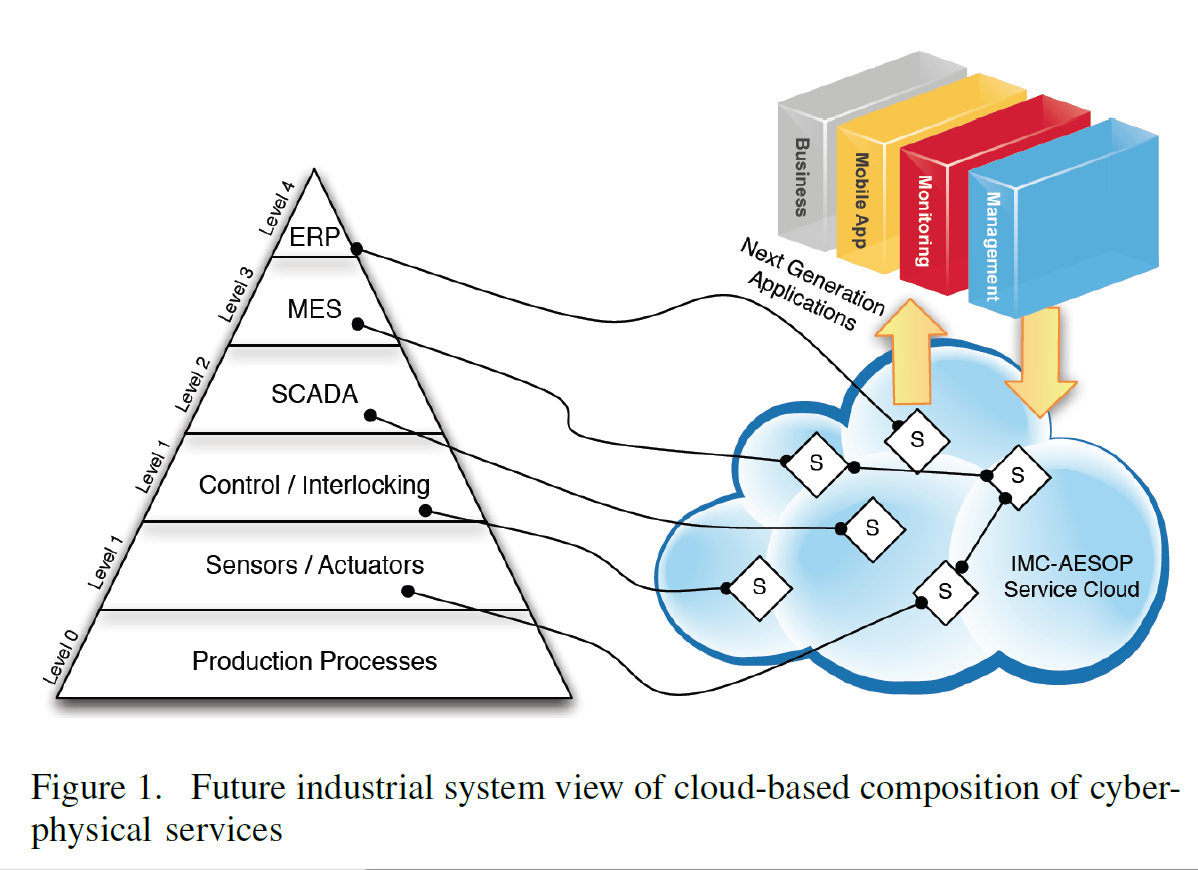 Level 4
ERP
Level 3
MES
Level 2
SCADA
Level 1
Control / Interlocking
Level 1
Sensors / Actuators
Level 0
Production Processes
Business
Mobile App
Monitoring
Management
Next Generation
Applications
S
S
S
S
S
S
IMC-AESOP
Service Cloud
Figure 1. Future industrial system view of cloud-based composition of cyber-
physical services